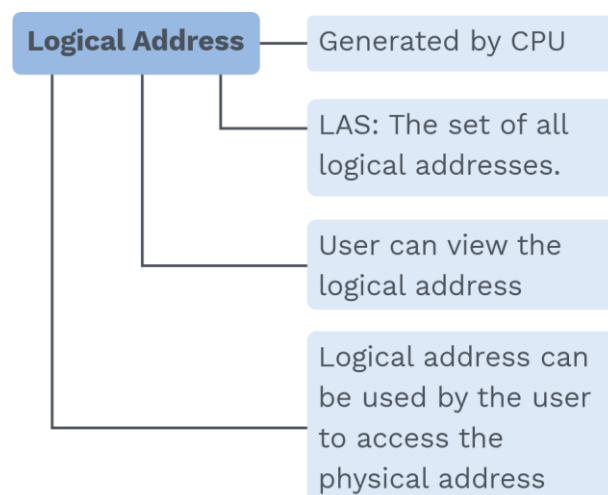 Logical Address
Generated by CPU
LAS: The set of all
logical addresses.
User can view the
logical address
Logical address can
be used by the user
to access the
physical address